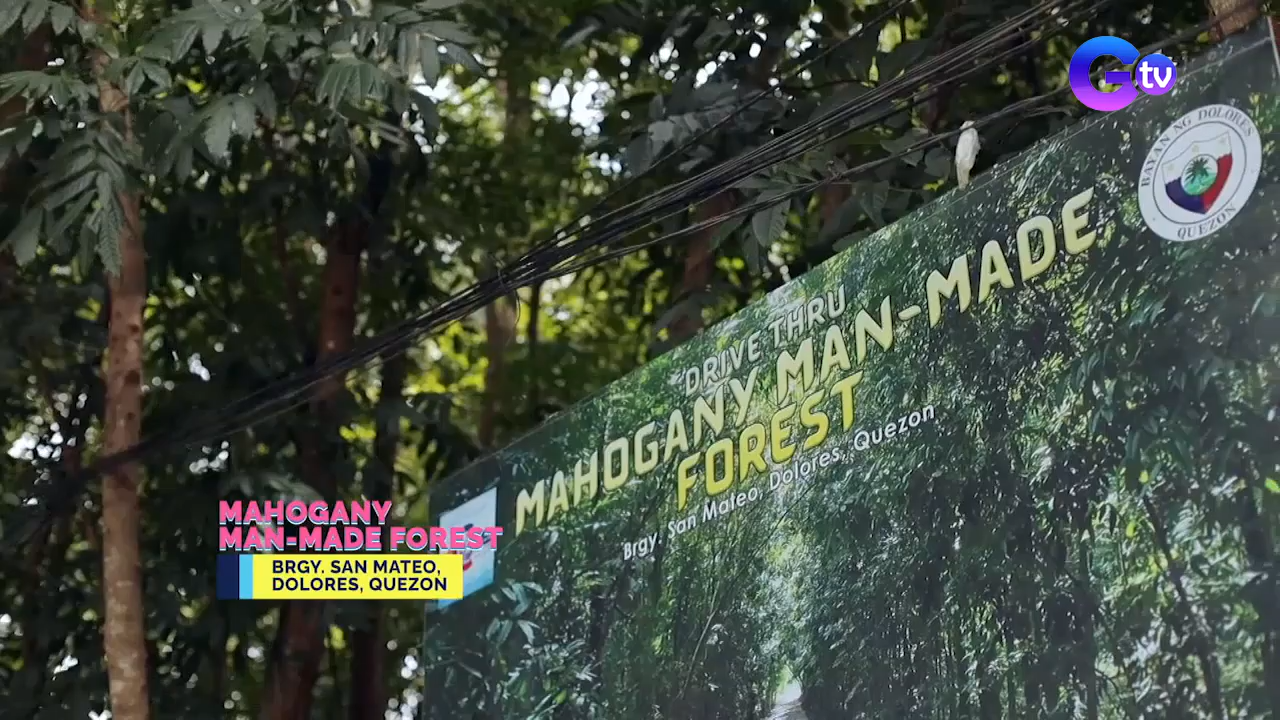 Gtv
BAYAN NG DOLORES
QUEZON
DRIVE THRU
MAHOGANY MAN-MADE
FOREST
Brgy. San Mateo, Dolores, Quezon
MAHOGANY
MAN-MADE FOREST
BRGY. SAN MATEO,
DOLORES, QUEZON